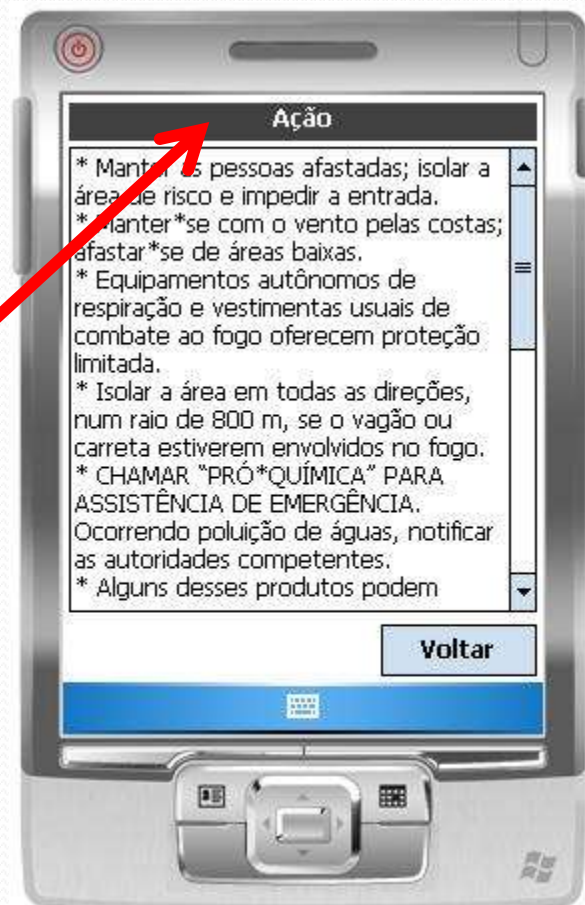 Ação
* Manter as pessoas afastadas; isolar a
área de risco e impedir a entrada.
* Manter*se com o vento pelas costas;
afastar*se de áreas baixas.
* Equipamentos autônomos de
respiração e vestimentas usuais de
combate ao fogo oferecem proteção
limitada.
* Isolar a área em todas as direções,
num raio de 800 m, se o vagão ou
carreta estiverem envolvidos no fogo.
* CHAMAR "PRÓ*QUÍMICA" PARA
ASSISTÊNCIA DE EMERGÊNCIA.
Ocorrendo poluição de águas, notificar
as autoridades competentes.
* Alguns desses produtos podem
Voltar